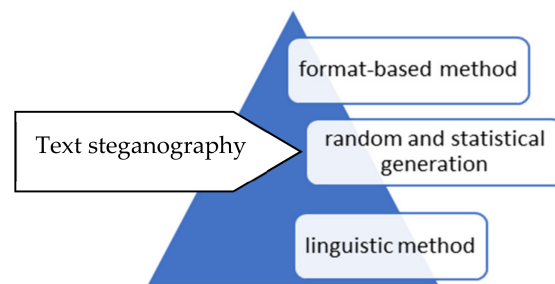 format-based method
Text steganography
random and statistical
generation
linguistic method